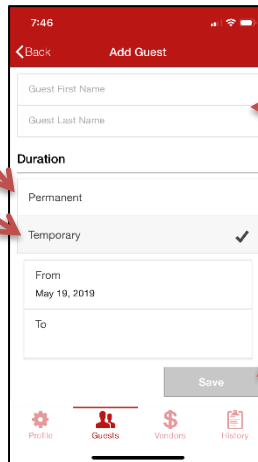 7:46
Back Add Guest
Guest First Name
Guest Last Name
Duration
Permanent
Temporary
From
May 19, 2019
To
Save
Profile Guests Vendors History